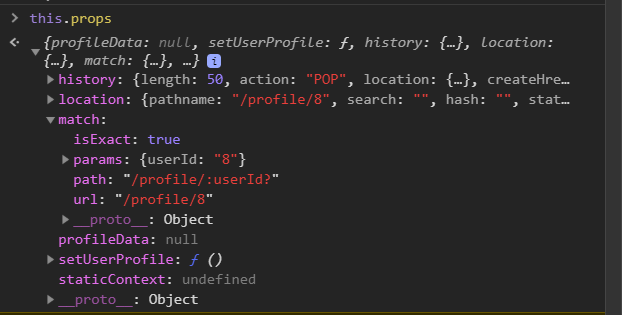 > this.props
{profileData: null, setUserProfile: ƒ, history: {…}, location:
{…}, match: {…}, …} i
history: {length: 50, action: "POP", location: {…}, createHre…
location: {pathname: "/profile/8", search: "", hash: "", stat…
match:
isExact: true
params: {userId: "8"}
path: "/profile/:userId?"
url: "/profile/8"
__proto__: Object
profileData: null
setUserProfile: ƒ ()
staticContext: undefined
__proto__: Object